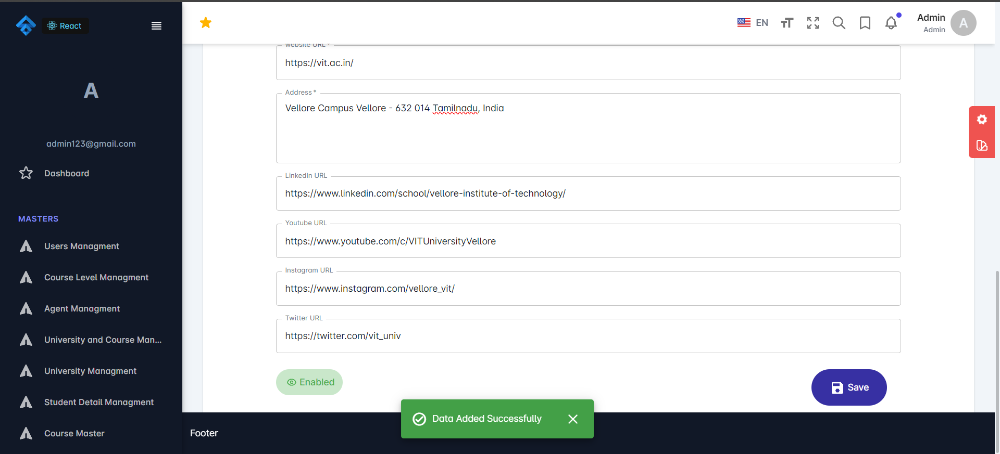 React
EN
Admin
Admin
A
A
admin123@gmail.com
Dashboard
MASTERS
Users Managment
Course Level Managment
Agent Managment
University and Course Man...
University Managment
Student Detail Managment
Course Master
website URL *
https://vit.ac.in/
Address *
Vellore Campus Vellore - 632 014 Tamilnadu, India
LinkedIn URL
https://www.linkedin.com/school/vellore-institute-of-technology/
Youtube URL
https://www.youtube.com/c/VITUniversityVellore
Instagram URL
https://www.instagram.com/vellore_vit/
Twitter URL
https://twitter.com/vit_univ
Enabled
Save
Data Added Successfully
Footer